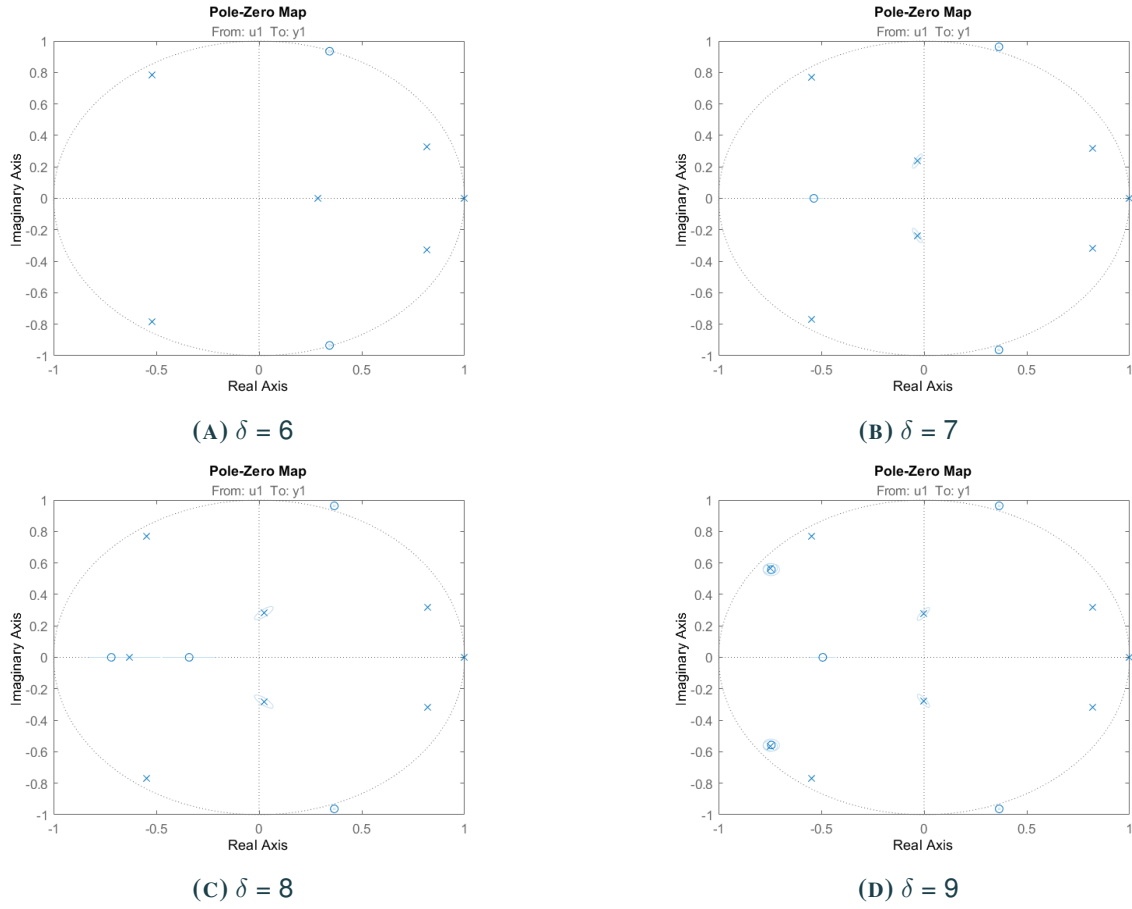 Pole-Zero Map
From: u1 To: y1
1
0.8
0.6
0.4
0.2
0
-0.2
-0.4
-0.6
-0.8
-1
Imaginary Axis
-1 -0.5 0 0.5 1
Real Axis
(A) δ = 6
Pole-Zero Map
From: u1 To: y1
1
0.8
0.6
0.4
0.2
0
-0.2
-0.4
-0.6
-0.8
-1
Imaginary Axis
-1 -0.5 0 0.5 1
Real Axis
(B) δ = 7
Pole-Zero Map
From: u1 To: y1
1
0.8
0.6
0.4
0.2
0
-0.2
-0.4
-0.6
-0.8
-1
Imaginary Axis
-1 -0.5 0 0.5 1
Real Axis
(C) δ = 8
Pole-Zero Map
From: u1 To: y1
1
0.8
0.6
0.4
0.2
0
-0.2
-0.4
-0.6
-0.8
-1
Imaginary Axis
-1 -0.5 0 0.5 1
Real Axis
(D) δ = 9